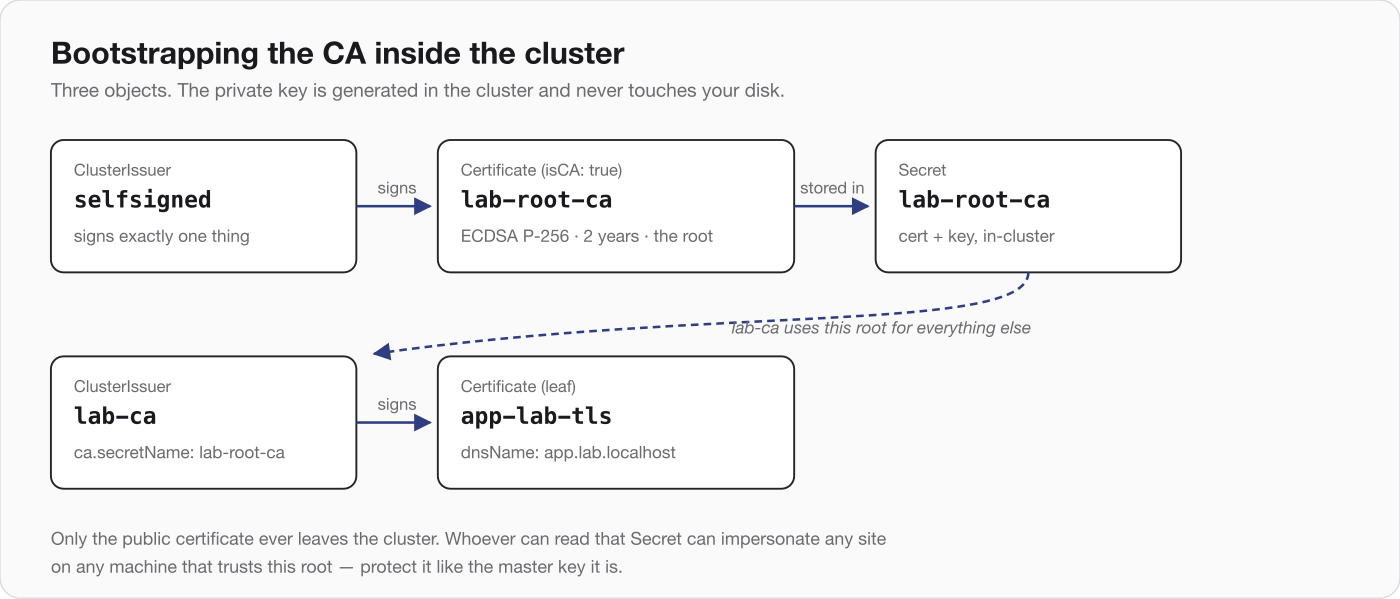 Bootstrapping the CA inside the cluster
Three objects. The private key is generated in the cluster and never touches your disk.
ClusterIssuer
selfsigned
signs exactly one thing
signs
Certificate (isCA: true)
lab-root-ca
ECDSA P-256 · 2 years · the root
stored in
Secret
lab-root-ca
cert + key, in-cluster
lab-ca uses this root for everything else
ClusterIssuer
lab-ca
ca.secretName: lab-root-ca
signs
Certificate (leaf)
app-lab-tls
dnsName: app.lab.localhost
Only the public certificate ever leaves the cluster. Whoever can read that Secret can impersonate any site
on any machine that trusts this root — protect it like the master key it is.